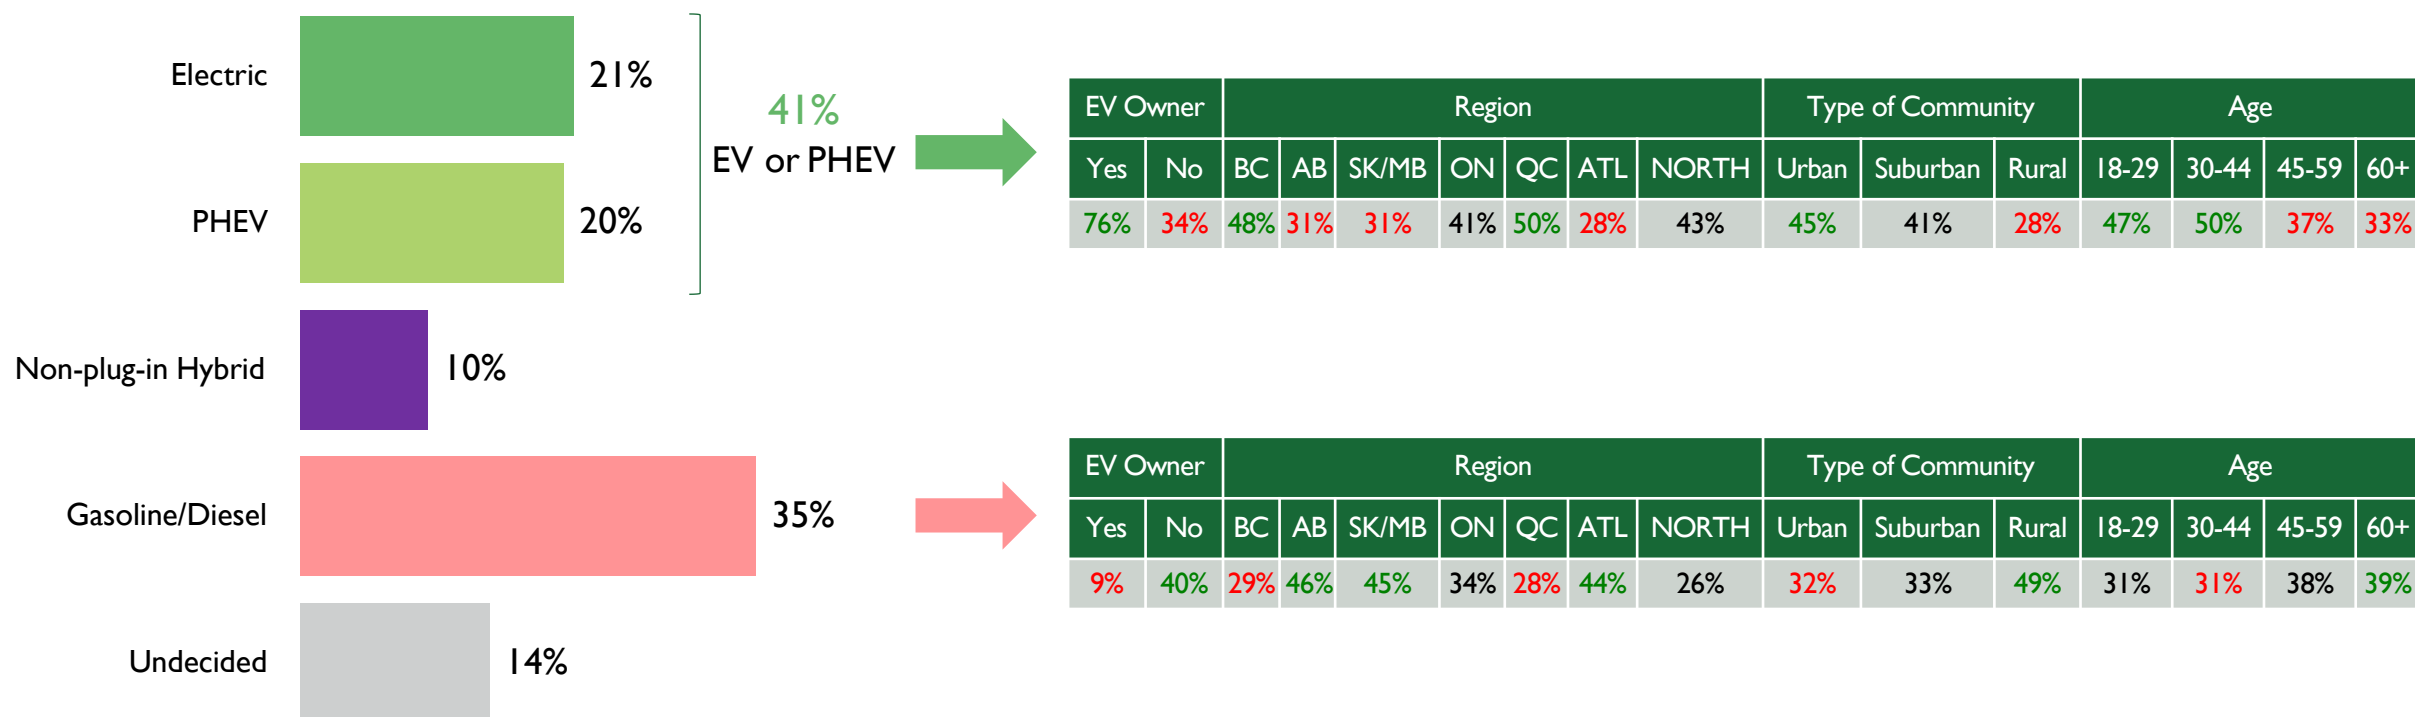 Electric
21%
PHEV
20%
Non-plug-in Hybrid
10%
Gasoline/Diesel
35%
Undecided
14%
41%
EV or PHEV
EV Owner Region Type of Community Age
Yes No BC AB SK/MB ON QC ATL NORTH Urban Suburban Rural 18-29 30-44 45-59 60+
76% 34% 48% 31% 31% 41% 50% 28% 43% 45% 41% 28% 47% 50% 37% 33%
EV Owner Region Type of Community Age
Yes No BC AB SK/MB ON QC ATL NORTH Urban Suburban Rural 18-29 30-44 45-59 60+
9% 40% 29% 46% 45% 34% 28% 44% 26% 32% 33% 49% 31% 31% 38% 39%